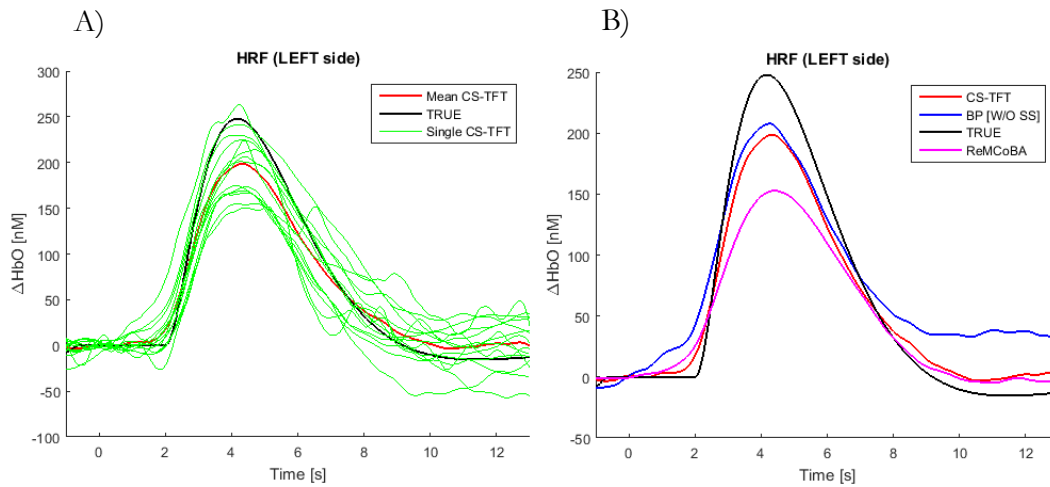 A)
HRF (LEFT side)
300
250
200
150
100
50
0
-50
-100
ΔHbO [nM]
0 2 4 6 8 10 12
Time [s]
Mean CS-TFT
TRUE
Single CS-TFT
B)
HRF (LEFT side)
250
200
150
100
50
0
-50
ΔHbO [nM]
0 2 4 6 8 10 12
Time [s]
CS-TFT
BP [W/O SS]
TRUE
ReMCoBA